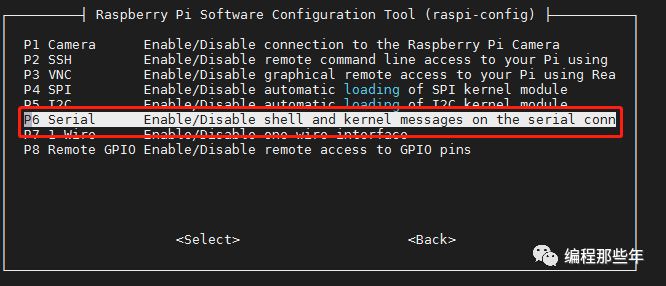 Raspberry Pi Software Configuration Tool (raspi-config)
P1 Camera Enable/Disable connection to the Raspberry Pi Camera
P2 SSH Enable/Disable remote command line access to your Pi using
P3 VNC Enable/Disable graphical remote access to your Pi using Rea
P4 SPI Enable/Disable automatic loading of SPI kernel module
P5 I2C Enable/Disable automatic loading of I2C kernel module
P6 Serial Enable/Disable shell and kernel messages on the serial conn
P7 1-Wire Enable/Disable one-wire interface
P8 Remote GPIO Enable/Disable remote access to GPIO pins
<Select> <Back>
编程那些年